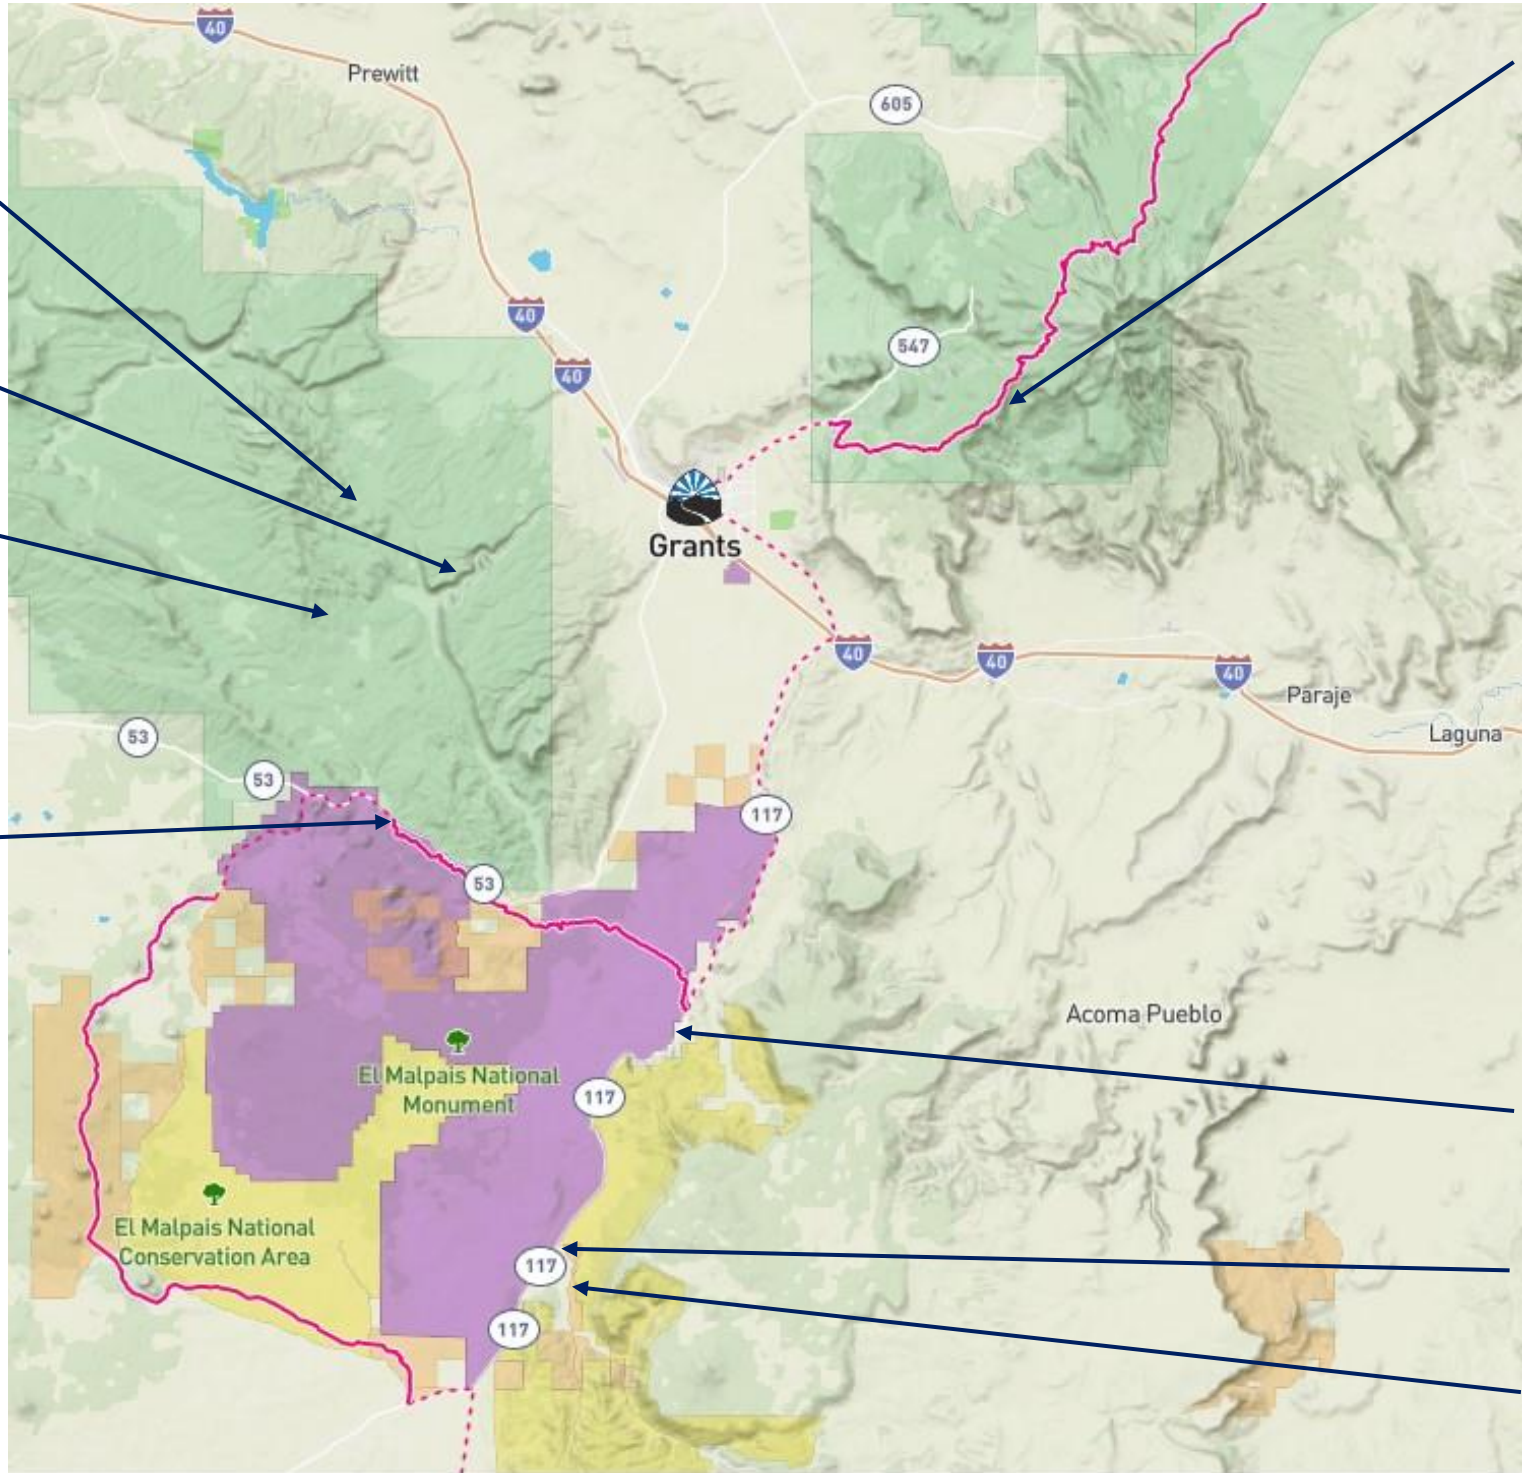 40
Prewitt
605
40
547
40
Grants
40
40
40
Paraje
Laguna
53
53
117
53
Acoma Pueblo
El Malpais National
Monument
117
El Malpais National
Conservation Area
117
117